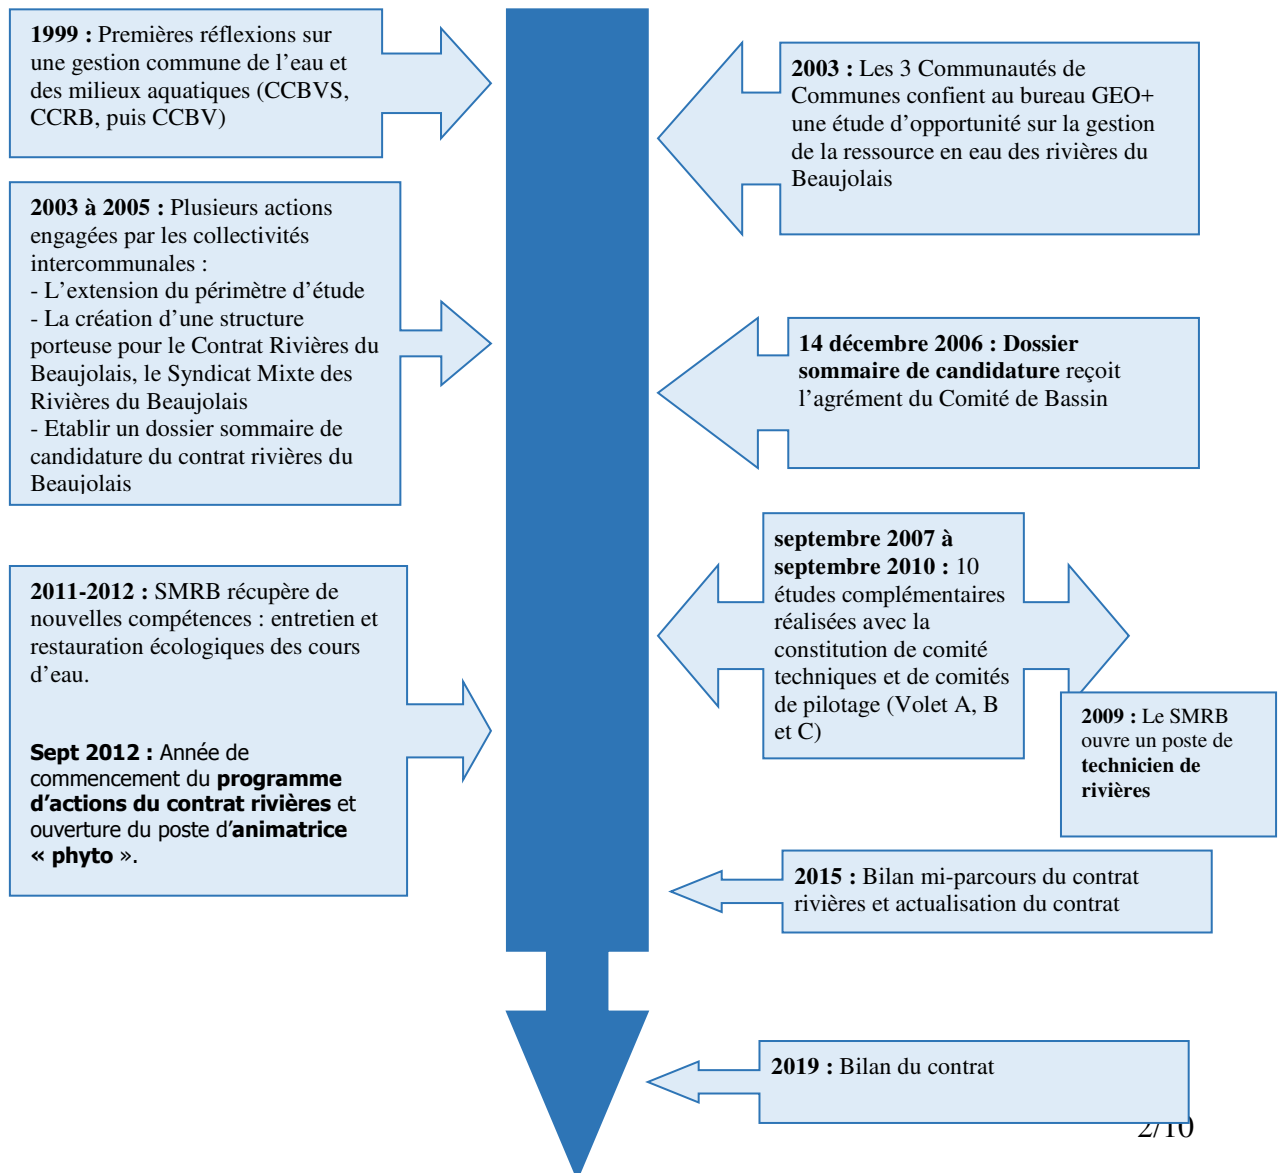 1999 : Premières réflexions sur
une gestion commune de l’eau et
des milieux aquatiques (CCBVS,
CCRB, puis CCBV)
2003 : Les 3 Communautés de
Communes confient au bureau GEO+
une étude d’opportunité sur la gestion
de la ressource en eau des rivières du
Beaujolais
2003 à 2005 : Plusieurs actions
engagées par les collectivités
intercommunales :
- L’extension du périmètre d’étude
- La création d’une structure
porteuse pour le Contrat Rivières du
Beaujolais, le Syndicat Mixte des
Rivières du Beaujolais
- Etablir un dossier sommaire de
candidature du contrat rivières du
Beaujolais
14 décembre 2006 : Dossier
sommaire de candidature reçoit
l’agrément du Comité de Bassin
septembre 2007 à
septembre 2010 : 10
études complémentaires
réalisées avec la
constitution de comité
techniques et de comités
de pilotage (Volet A, B
et C)
2009 : Le SMRB
ouvre un poste de
technicien de
rivières
2011-2012 : SMRB récupère de
nouvelles compétences : entretien et
restauration écologiques des cours
d’eau.
Sept 2012 : Année de
commencement du programme
d’actions du contrat rivières et
ouverture du poste d’animatrice
« phyto ».
2015 : Bilan mi-parcours du contrat
rivières et actualisation du contrat
2019 : Bilan du contrat
2/10